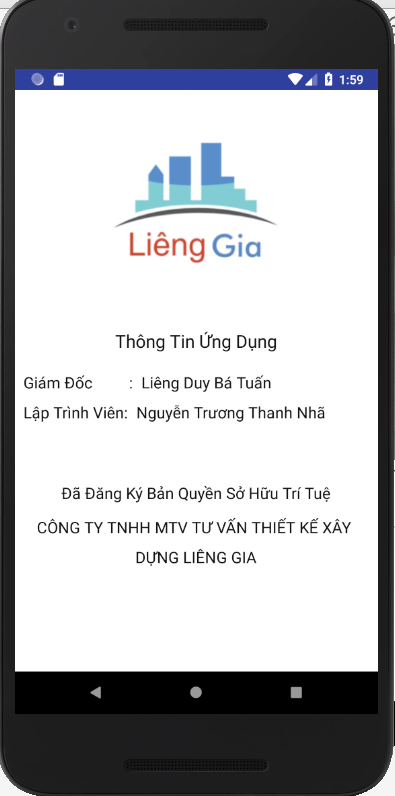 1:59
Liêng Gia
Thông Tin Ứng Dụng
Giám Đốc : Liêng Duy Bá Tuấn
Lập Trình Viên: Nguyễn Trương Thanh Nhã
Đã Đăng Ký Bản Quyền Sở Hữu Trí Tuệ
CÔNG TY TNHH MTV TƯ VẤN THIẾT KẾ XÂY
DỰNG LIÊNG GIA